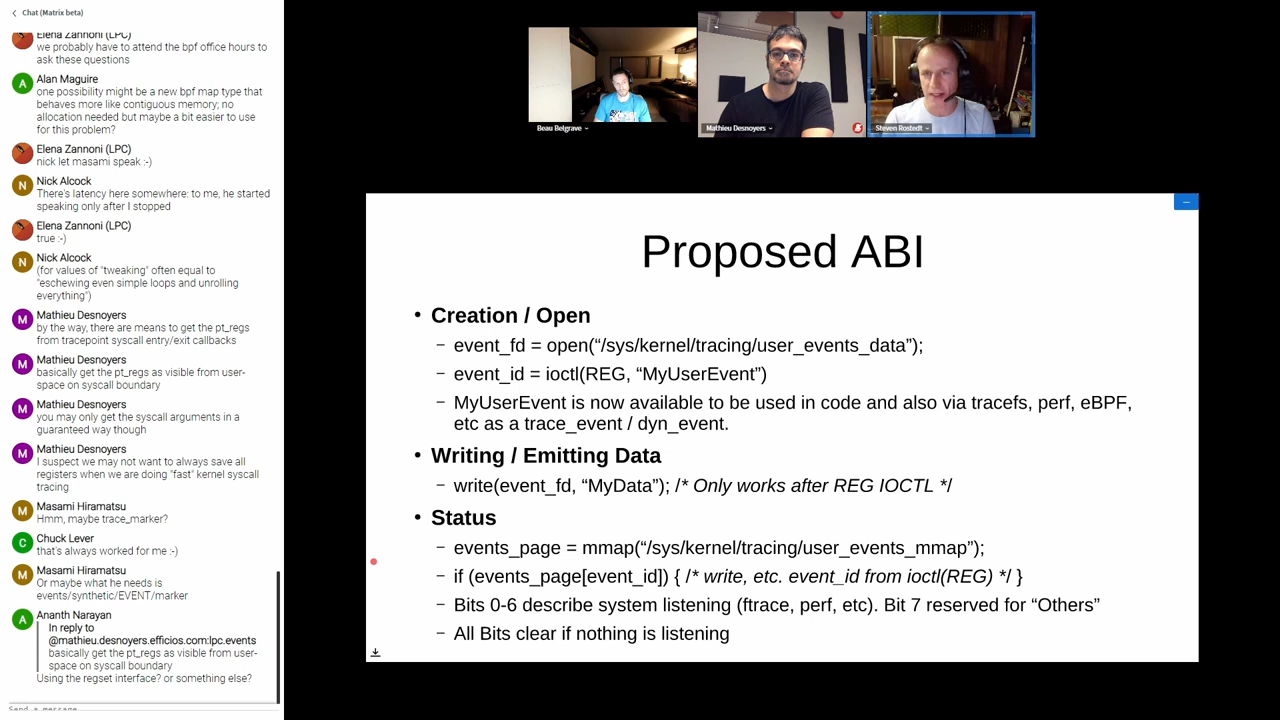 Chat (Matrix beta)
Elena Zannoni (LPC)
we probably have to attend the bpf office hours to
ask these questions
A
Alan Maguire
one possibility might be a new bpf map type that
behaves more like contiguous memory; no
allocation needed but maybe a bit easier to use
for this problem?
Elena Zannoni (LPC)
nick let masami speak :-)
N
Nick Alcock
There's latency here somewhere: to me, he started
speaking only after I stopped
Elena Zannoni (LPC)
true :-)
N
Nick Alcock
(for values of "tweaking" often equal to
"eschewing even simple loops and unrolling
everything")
M
Mathieu Desnoyers
by the way, there are means to get the pt_regs
from tracepoint syscall entry/exit callbacks
M
Mathieu Desnoyers
basically get the pt_regs as visible from user-
space on syscall boundary
M
Mathieu Desnoyers
you may only get the syscall arguments in a
guaranteed way though
M
Mathieu Desnoyers
I suspect we may not want to always save all
registers when we are doing "fast" kernel syscall
tracing
M
Masami Hiramatsu
Hmm, maybe trace_marker?
C
Chuck Lever
that's always worked for me :-)
M
Masami Hiramatsu
Or maybe what he needs is
events/synthetic/EVENT/marker
A
Ananth Narayan
In reply to
@mathieu.desnoyers.efficios.com:lpc.events
basically get the pt_regs as visible from user-
space on syscall boundary
Using the regset interface? or something else?
Send a message
Beau Belgrave
Mathieu Desnoyers
Steven Rostedt
Proposed ABI
• Creation / Open
– event_fd = open(“/sys/kernel/tracing/user_events_data”);
– event_id = ioctl(REG, “MyUserEvent”)
– MyUserEvent is now available to be used in code and also via tracefs, perf, eBPF,
etc as a trace_event / dyn_event.
• Writing / Emitting Data
– write(event_fd, “MyData”); /* Only works after REG IOCTL */
• Status
– events_page = mmap(“/sys/kernel/tracing/user_events_mmap”);
– if (events_page[event_id]) { /* write, etc. event_id from ioctl(REG) */ }
– Bits 0-6 describe system listening (ftrace, perf, etc). Bit 7 reserved for “Others”
– All Bits clear if nothing is listening